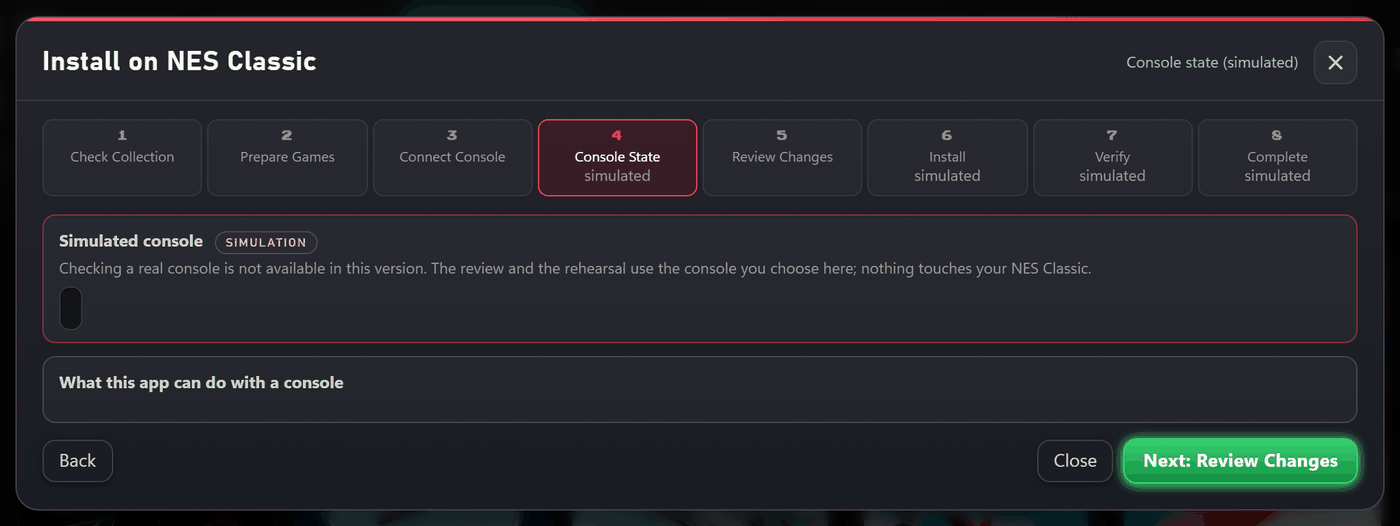 Install on NES Classic
Console state (simulated)
1
Check Collection
2
Prepare Games
3
Connect Console
4
Console State
simulated
5
Review Changes
6
Install
simulated
7
Verify
simulated
8
Complete
simulated
Simulated console
SIMULATION
Checking a real console is not available in this version. The review and the rehearsal use the console you choose here; nothing touches your NES Classic.
What this app can do with a console
Back
Close
Next: Review Changes